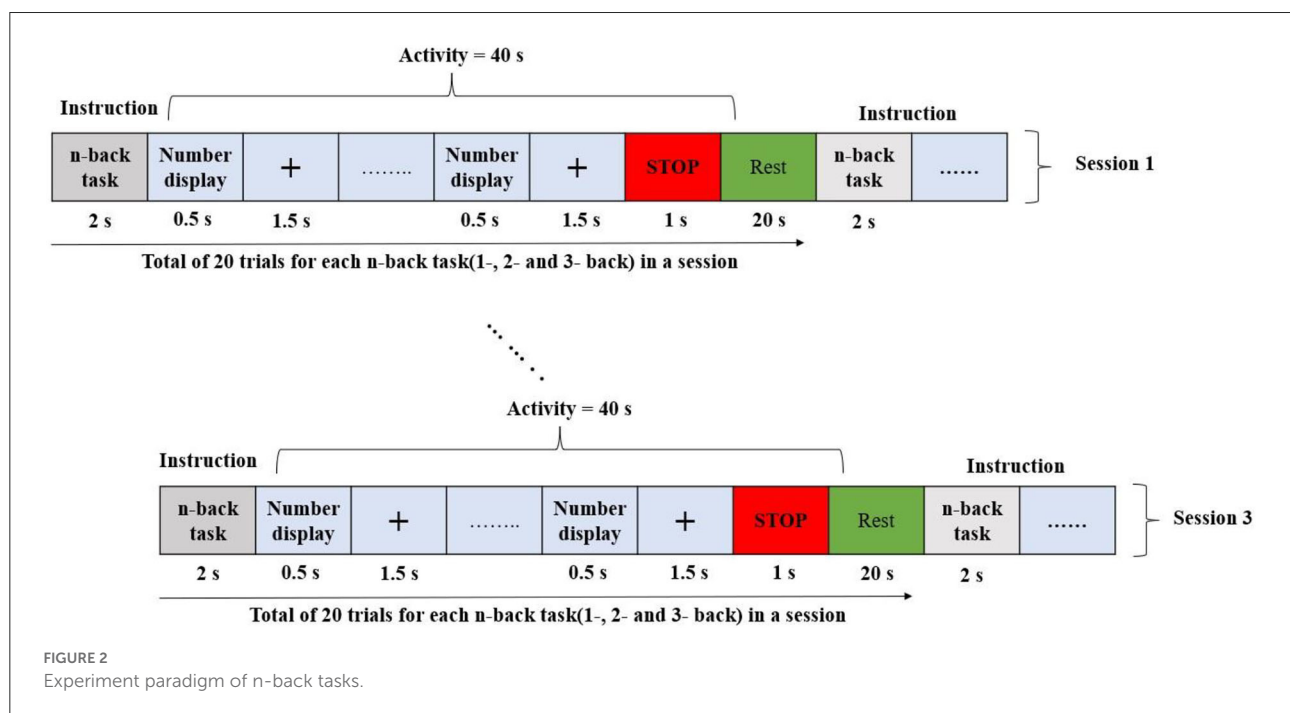 Activity = 40 s
Instruction
Instruction
n-back task
Number display
+
........
Number display
+
STOP
Rest
n-back task
......
Session 1
2 s
0.5 s
1.5 s
0.5 s
1.5 s
1 s
20 s
2 s
Total of 20 trials for each n-back task(1-, 2- and 3- back) in a session
Activity = 40 s
Instruction
Instruction
n-back task
Number display
+
........
Number display
+
STOP
Rest
n-back task
......
Session 3
2 s
0.5 s
1.5 s
0.5 s
1.5 s
1 s
20 s
2 s
Total of 20 trials for each n-back task(1-, 2- and 3- back) in a session
FIGURE 2
Experiment paradigm of n-back tasks.